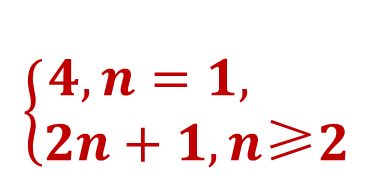 4, n = 1,
2n + 1, n ⩾ 2